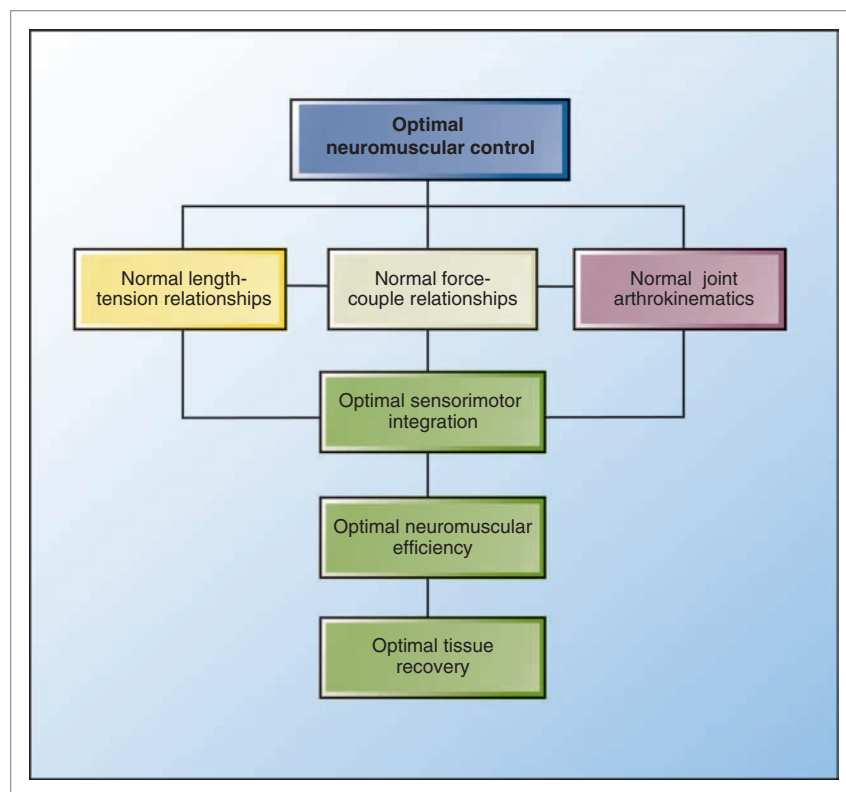 Optimal
neuromuscular control
Normal length-
tension relationships
Normal force-
couple relationships
Normal joint
arthrokinematics
Optimal sensorimotor
integration
Optimal neuromuscular
efficiency
Optimal tissue
recovery